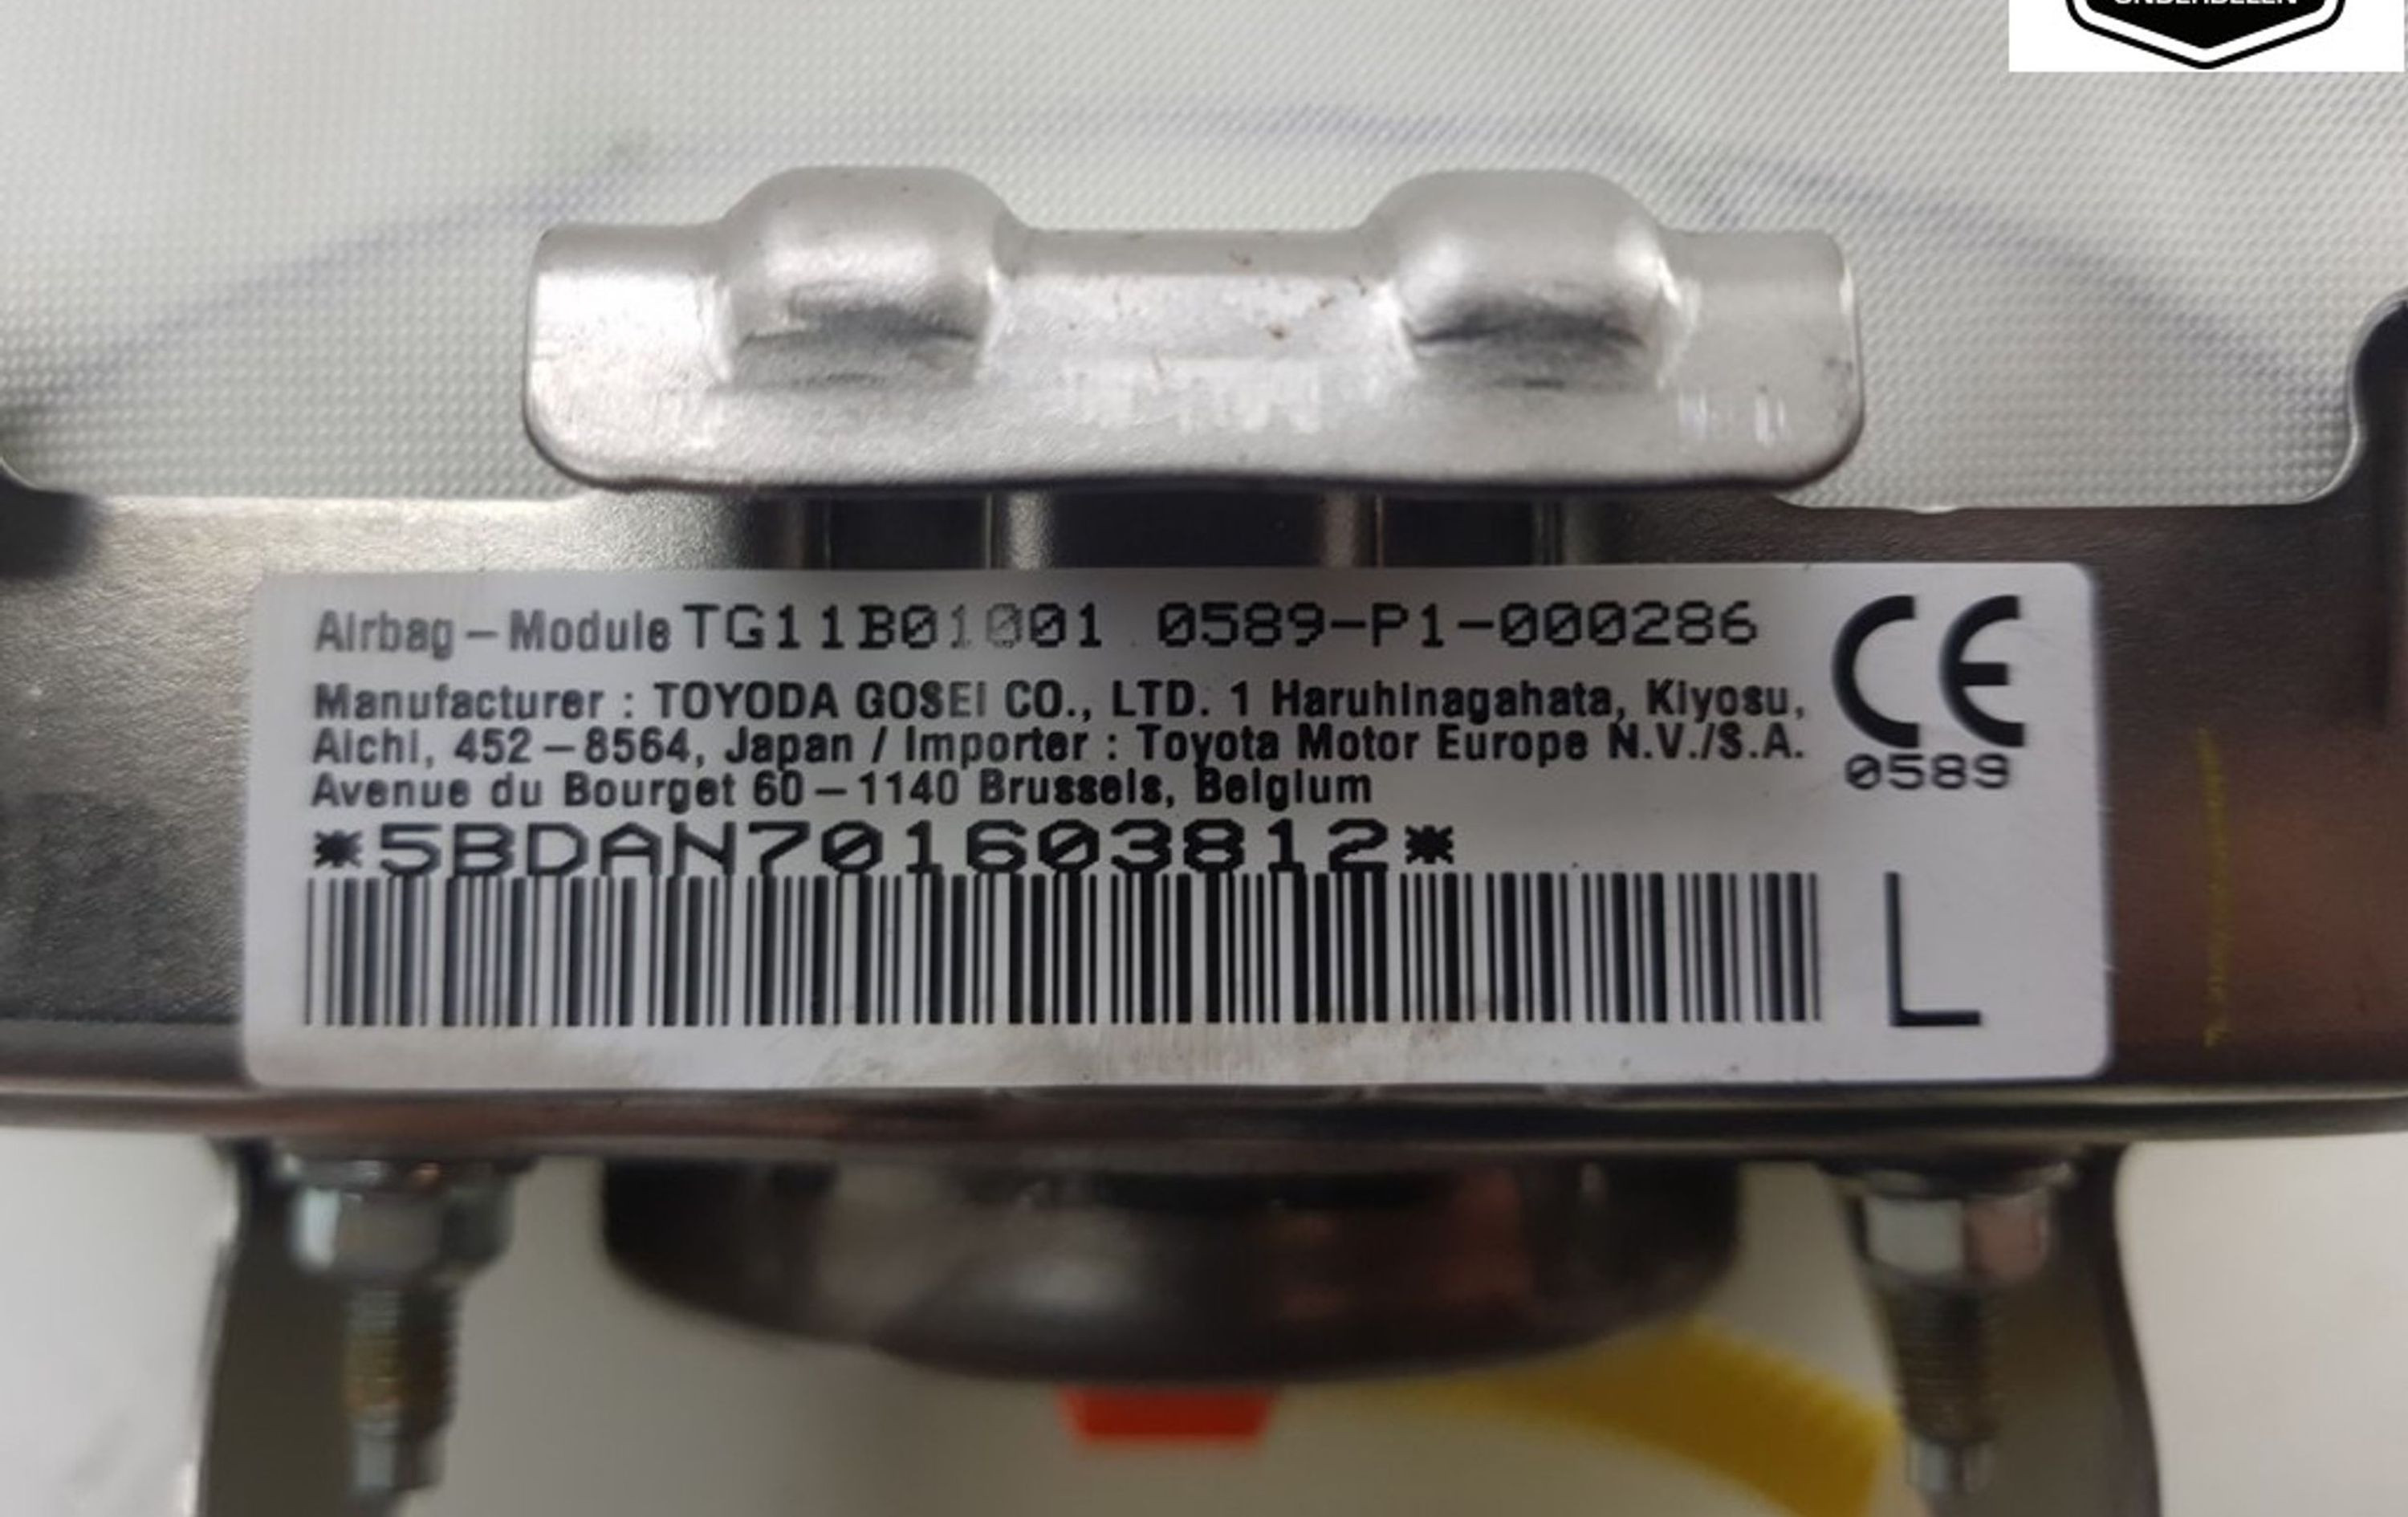 ONDERDELEN
Airbag – Module TG11B01001 0589-P1-000286
CE
Manufacturer : TOYODA GOSEI CO., LTD. 1 Haruhinagahata, Kiyosu,
Aichi, 452 – 8564, Japan / Importer : Toyota Motor Europe N.V./S.A.
0589
Avenue du Bourget 60 – 1140 Brussels, Belgium
*5BDAN701603812*
L